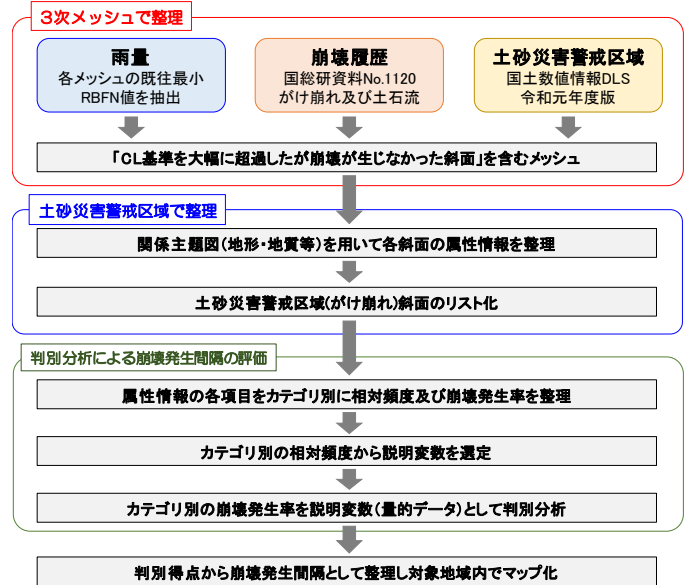 3次メッシュで整理
雨量
各メッシュの既往最小
RBFN値を抽出
崩壊履歴
国総研資料No.1120
がけ崩れ及び土石流
土砂災害警戒区域
国土数値情報DLS
令和元年度版
「CL基準を大幅に超過したが崩壊が生じなかった斜面」を含むメッシュ
土砂災害警戒区域で整理
関係主題図(地形・地質等)を用いて各斜面の属性情報を整理
土砂災害警戒区域(がけ崩れ)斜面のリスト化
判別分析による崩壊発生間隔の評価
属性情報の各項目をカテゴリ別に相対頻度及び崩壊発生率を整理
カテゴリ別の相対頻度から説明変数を選定
カテゴリ別の崩壊発生率を説明変数(量的データ)として判別分析
判別得点から崩壊発生間隔として整理し対象地域内でマップ化